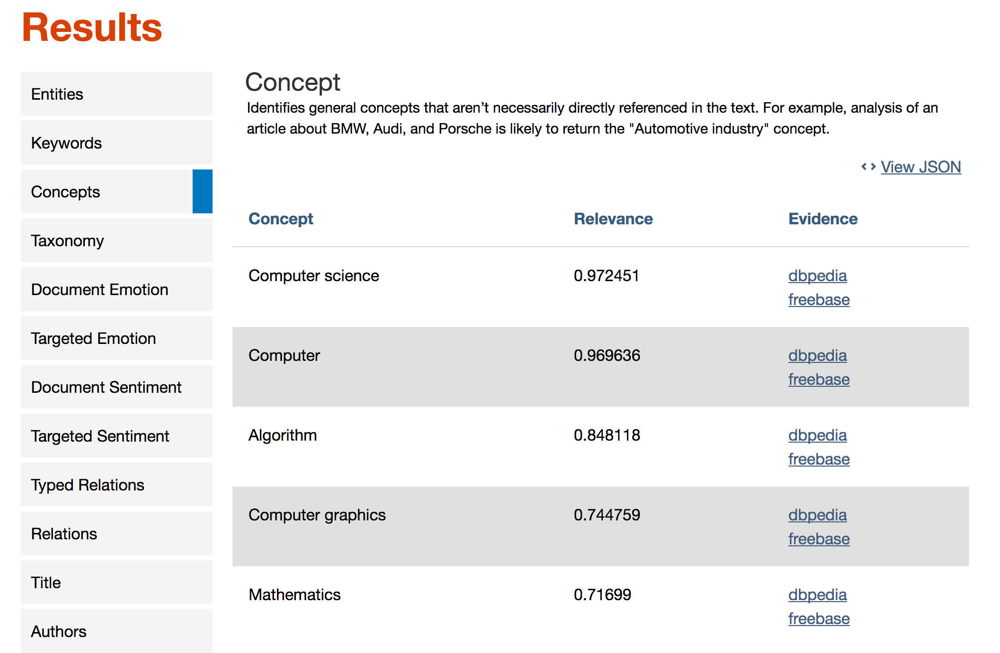 Results
Entities
Keywords
Concepts
Taxonomy
Document Emotion
Targeted Emotion
Document Sentiment
Targeted Sentiment
Typed Relations
Relations
Title
Authors
Concept
Identifies general concepts that aren’t necessarily directly referenced in the text. For example, analysis of an
article about BMW, Audi, and Porsche is likely to return the "Automotive industry" concept.
<> View JSON
Concept Relevance Evidence
Computer science 0.972451 dbpedia
freebase
Computer 0.969636 dbpedia
freebase
Algorithm 0.848118 dbpedia
freebase
Computer graphics 0.744759 dbpedia
freebase
Mathematics 0.71699 dbpedia
freebase